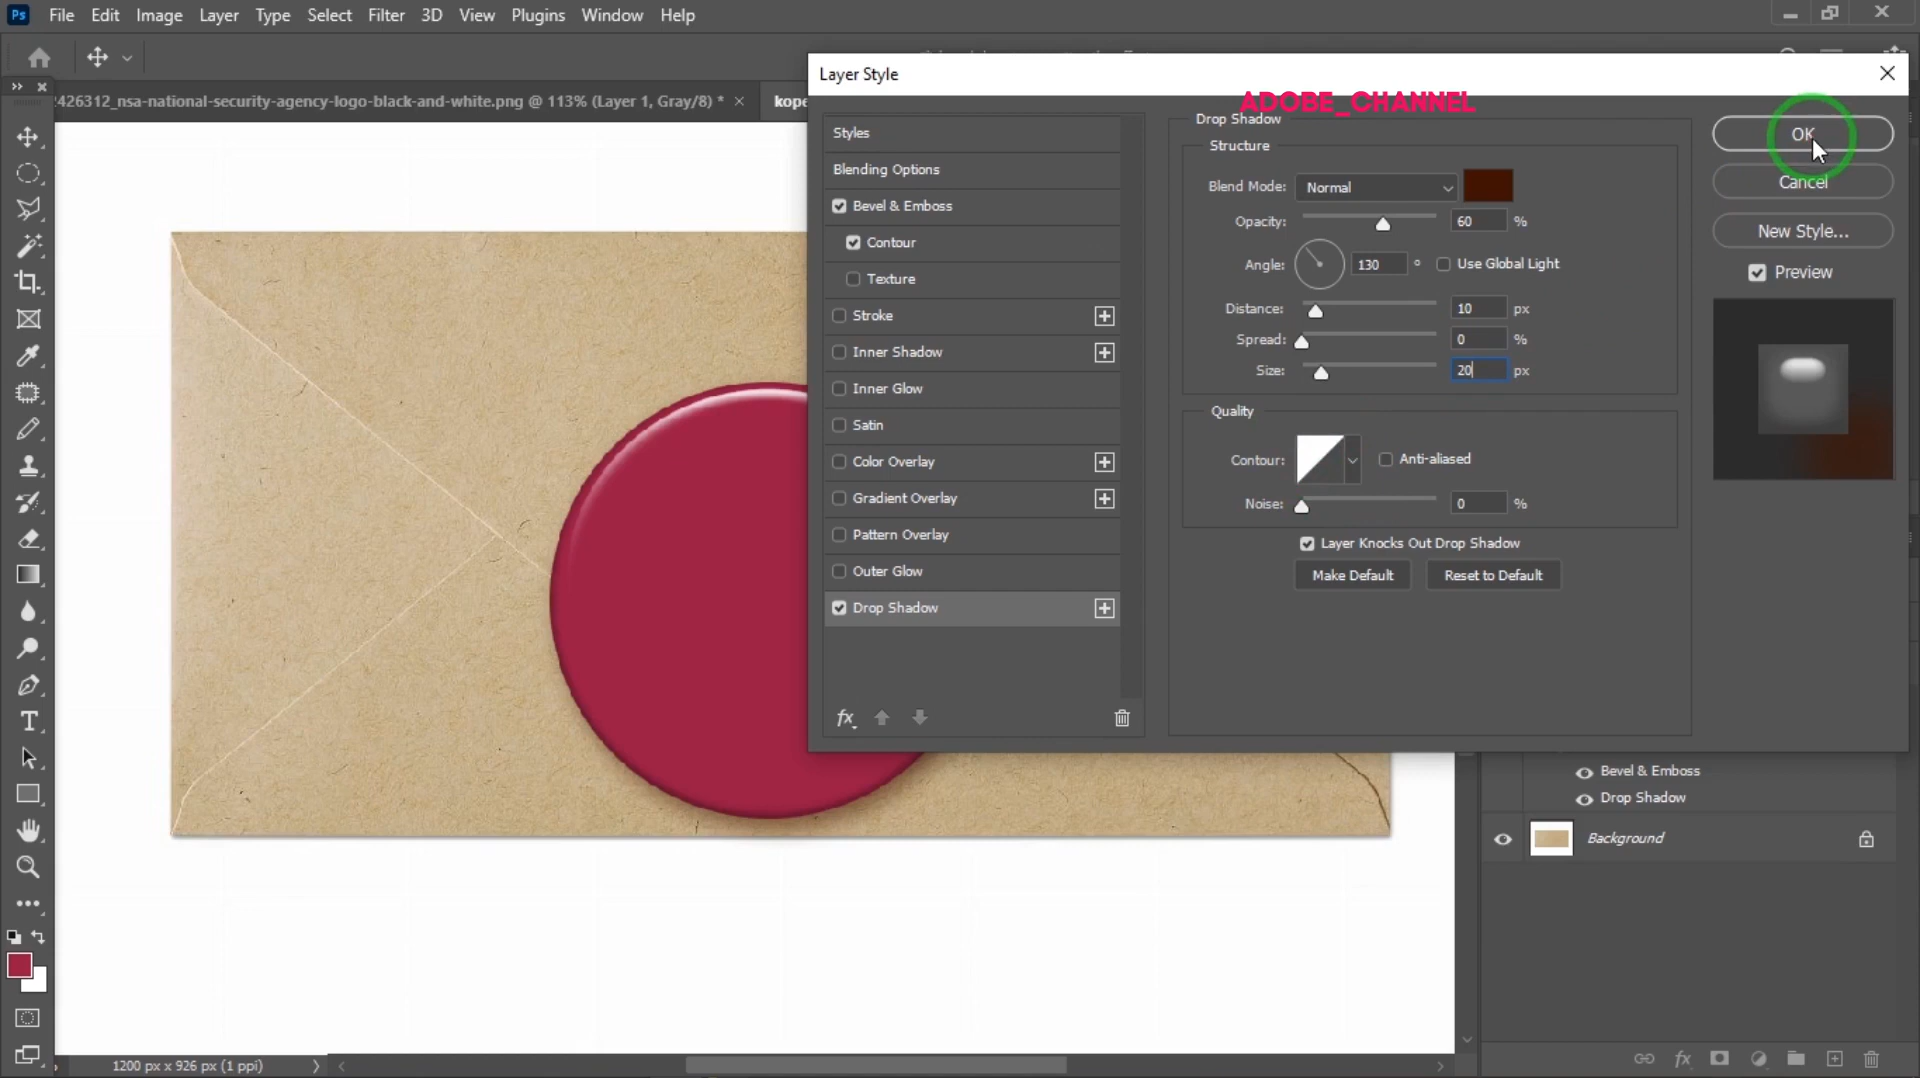 Ps File Edit Image Layer Type Select Filter 3D View Plugins Window Help
Layer Style
426312_nsa-national-security-agency-logo-black-and-white.png @ 113% (Layer 1, Gray/8) *
kope
ADOBE_CHANNEL
Styles
Blending Options
Bevel & Emboss
Contour
Texture
Stroke
Inner Shadow
Inner Glow
Satin
Color Overlay
Gradient Overlay
Pattern Overlay
Outer Glow
Drop Shadow
fx
Drop Shadow
Structure
Blend Mode: Normal
Opacity: 60 %
Angle: 130 ° Use Global Light
Distance: 10 px
Spread: 0 %
Size: 20 px
Quality
Contour: Anti-aliased
Noise: 0 %
Layer Knocks Out Drop Shadow
Make Default Reset to Default
OK
Cancel
New Style...
Preview
Bevel & Emboss
Drop Shadow
Background
1200 px x 926 px (1 ppi)
fx